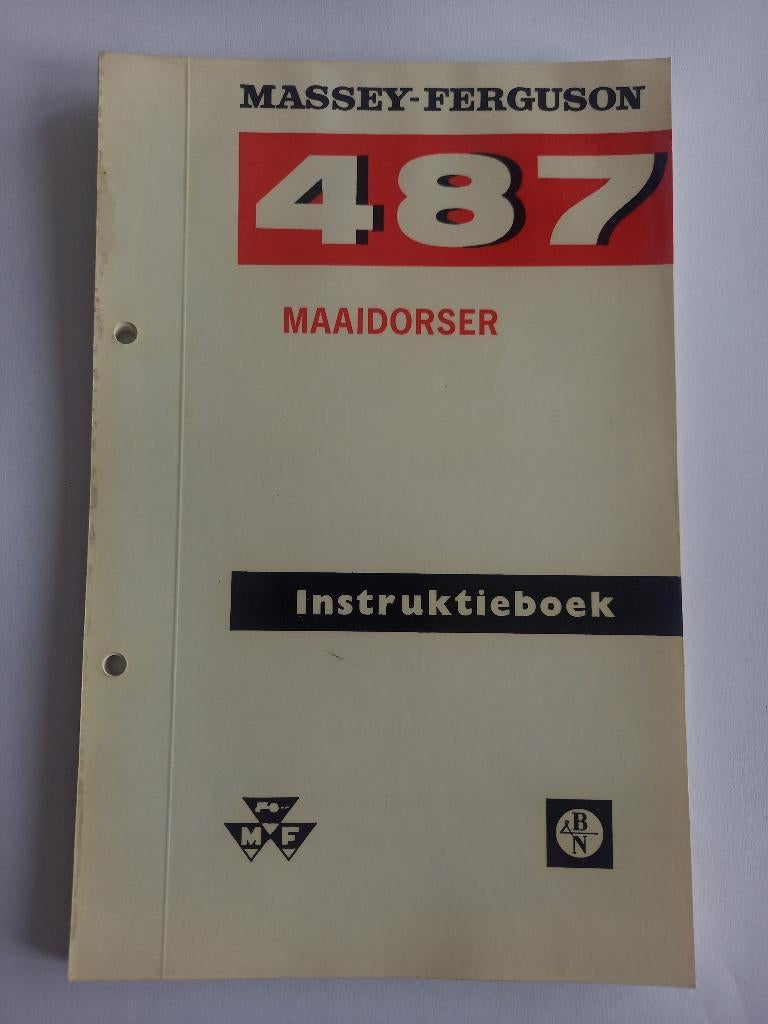 MASSEY-FERGUSON
487
MAAIDORSER
Instruktieboek
M F
B
N